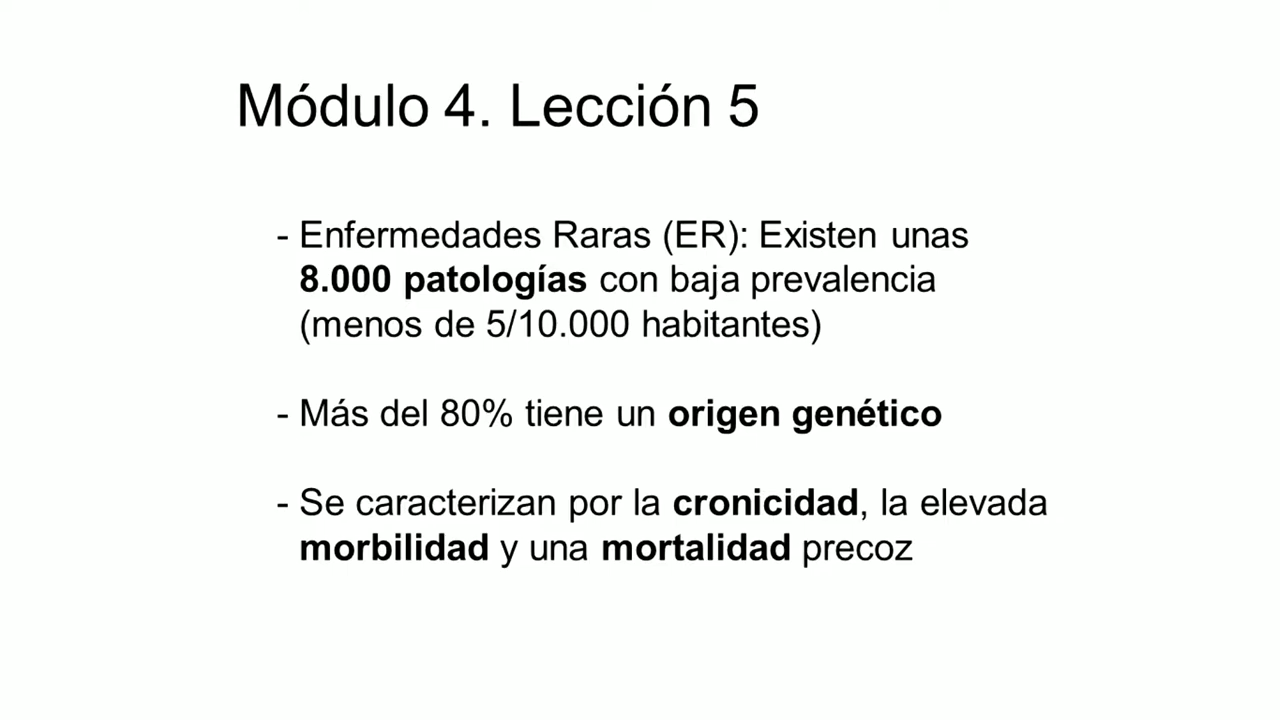 Módulo 4. Lección 5
- Enfermedades Raras (ER): Existen unas
8.000 patologías con baja prevalencia
(menos de 5/10.000 habitantes)
- Más del 80% tiene un origen genético
- Se caracterizan por la cronicidad, la elevada
morbilidad y una mortalidad precoz